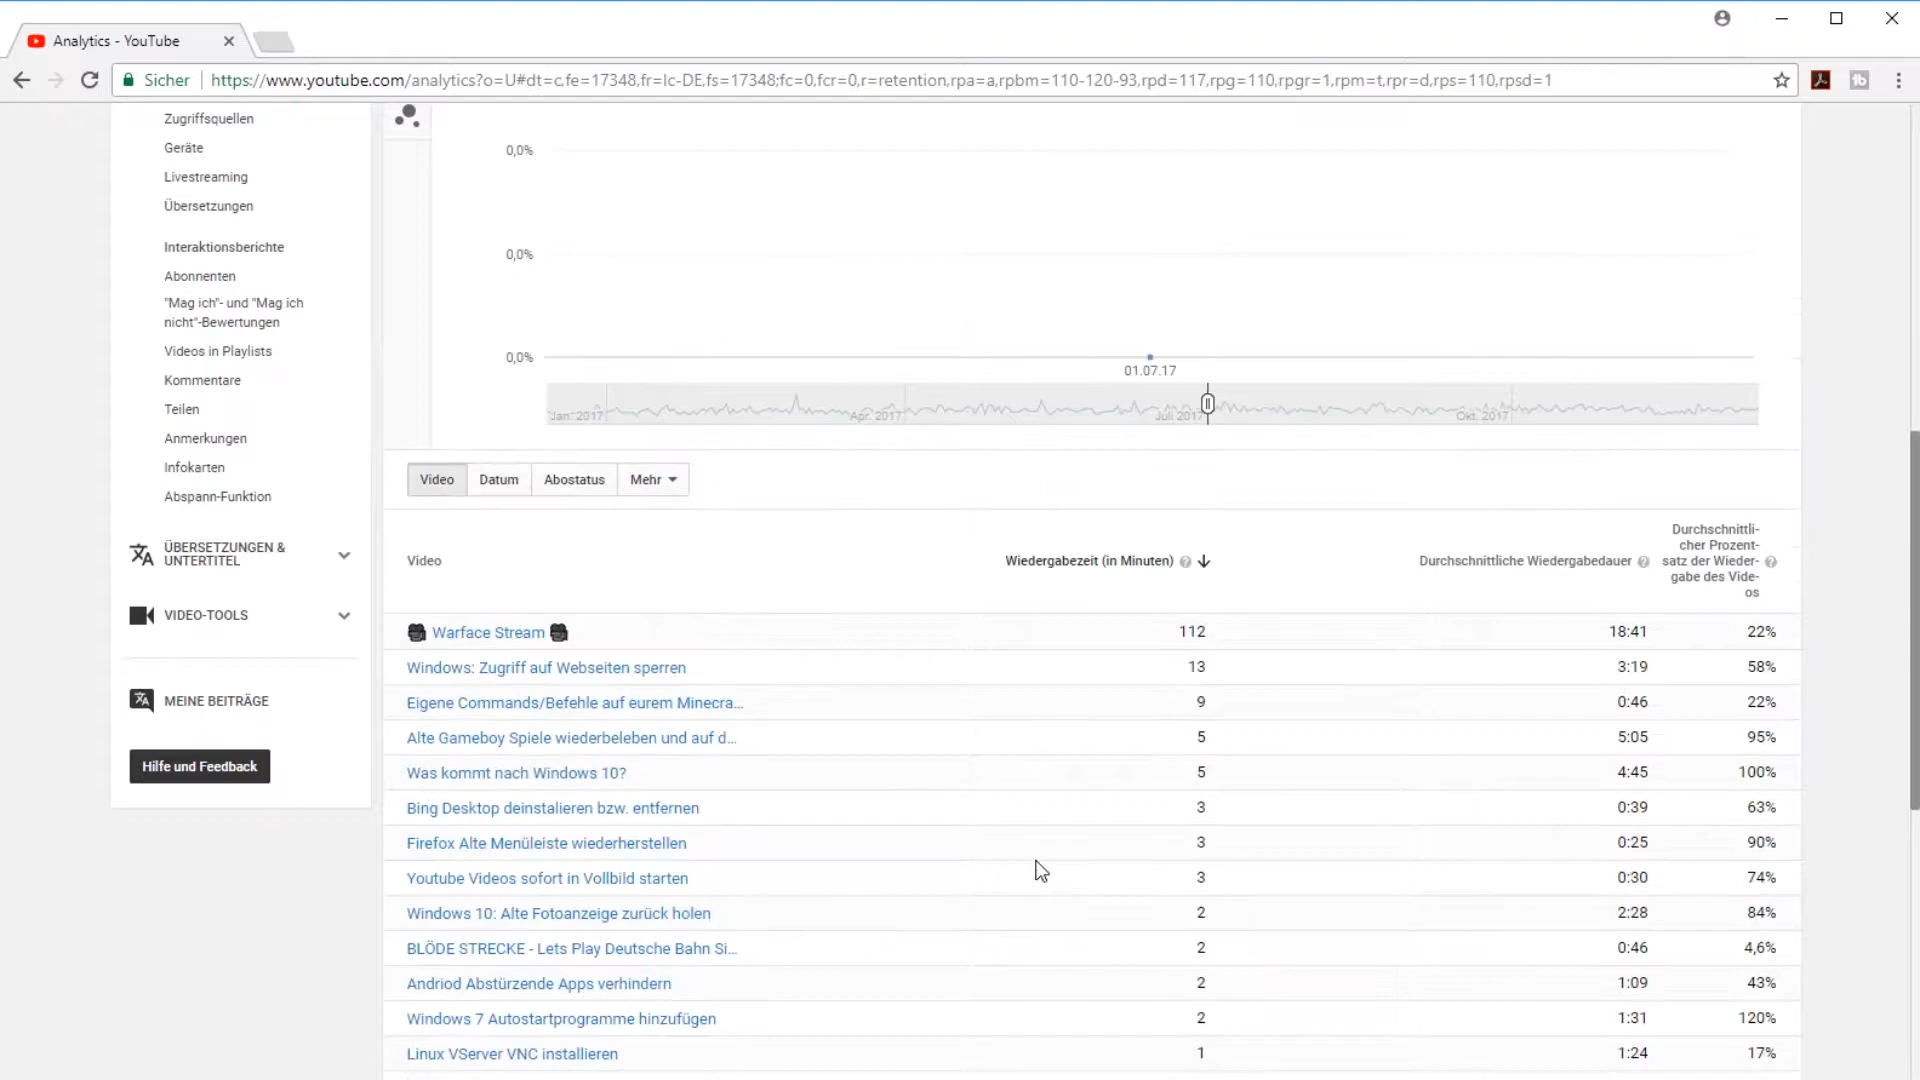 Analytics - YouTube
Sicher
https://www.youtube.com/analytics?o=U#dt=c,fe=17348,fr=lc-DE,fs=17348;fc=0,fcr=0,r=retention,rpa=a,rpbm=110-120-93,rpd=117,rpg=110,rpgr=1,rpm=t,rpr=d,rps=110,rpsd=1
Zugriffsquellen
Geräte
Livestreaming
Übersetzungen
Interaktionsberichte
Abonnenten
"Mag ich"- und "Mag ich
nicht"-Bewertungen
Videos in Playlists
Kommentare
Teilen
Anmerkungen
Infokarten
Abspann-Funktion
ÜBERSETZUNGEN &
UNTERTITEL
VIDEO-TOOLS
MEINE BEITRÄGE
Hilfe und Feedback
0,0%
0,0%
0,0%
01.07.17
Jan. 2017 Apr. 2017 Juli 2017 Okt. 2017
Video Datum Abostatus Mehr
Video
Wiedergabezeit (in Minuten)
Durchschnittliche Wiedergabedauer
Durchschnittli-
cher Prozent-
satz der Wieder-
gabe des Vide-
os
Warface Stream 112 18:41 22%
Windows: Zugriff auf Webseiten sperren 13 3:19 58%
Eigene Commands/Befehle auf eurem Minecra... 9 0:46 22%
Alte Gameboy Spiele wiederbeleben und auf d... 5 5:05 95%
Was kommt nach Windows 10? 5 4:45 100%
Bing Desktop deinstalieren bzw. entfernen 3 0:39 63%
Firefox Alte Menüleiste wiederherstellen 3 0:25 90%
Youtube Videos sofort in Vollbild starten 3 0:30 74%
Windows 10: Alte Fotoanzeige zurück holen 2 2:28 84%
BLÖDE STRECKE - Lets Play Deutsche Bahn Si... 2 0:46 4,6%
Andriod Abstürzende Apps verhindern 2 1:09 43%
Windows 7 Autostartprogramme hinzufügen 2 1:31 120%
Linux VServer VNC installieren 1 1:24 17%